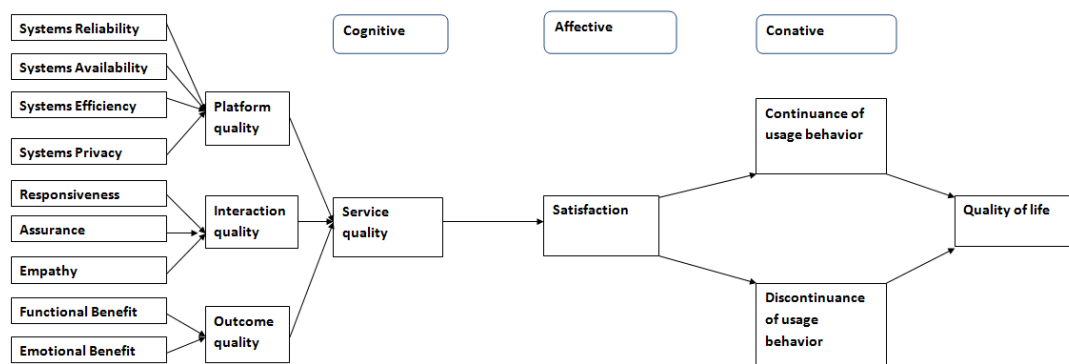 Systems Reliability
Systems Availability
Systems Efficiency
Systems Privacy
Responsiveness
Assurance
Empathy
Functional Benefit
Emotional Benefit
Platform
quality
Interaction
quality
Outcome
quality
Cognitive
Service
quality
Affective
Satisfaction
Conative
Continuance of
usage behavior
Discontinuance
of usage
behavior
Quality of life